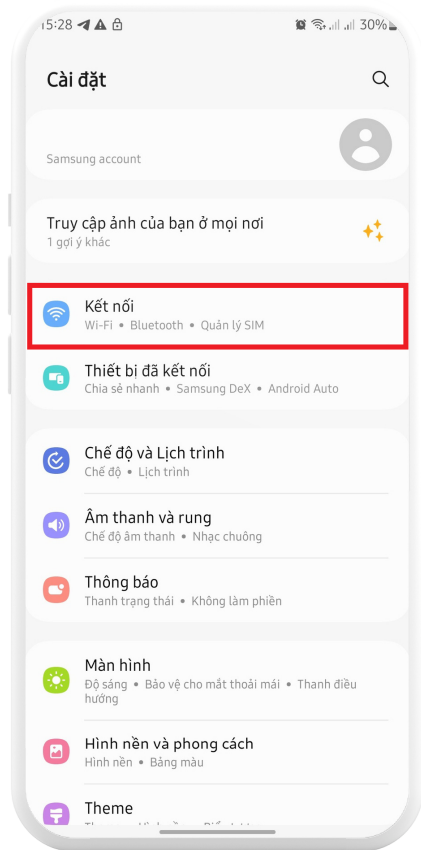 15:28
30%
Cài đặt
Samsung account
Truy cập ảnh của bạn ở mọi nơi
1 gợi ý khác
Kết nối
Wi-Fi • Bluetooth • Quản lý SIM
Thiết bị đã kết nối
Chia sẻ nhanh • Samsung DeX • Android Auto
Chế độ và Lịch trình
Chế độ • Lịch trình
Âm thanh và rung
Chế độ âm thanh • Nhạc chuông
Thông báo
Thanh trạng thái • Không làm phiền
Màn hình
Độ sáng • Bảo vệ cho mắt thoải mái • Thanh điều
hướng
Hình nền và phong cách
Hình nền • Bảng màu
Theme